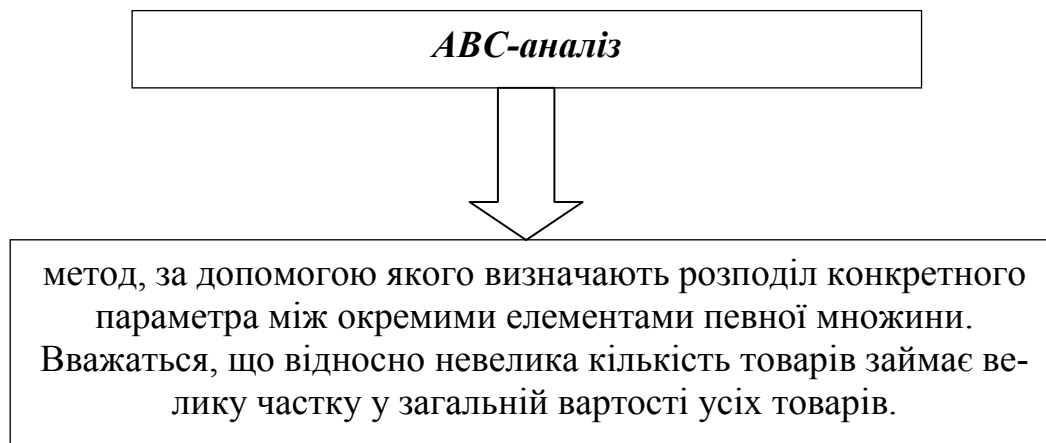 АВС-аналіз
метод, за допомогою якого визначають розподіл конкретного
параметра між окремими елементами певної множини.
Вважаться, що відносно невелика кількість товарів займає ве-
лику частку у загальній вартості усіх товарів.